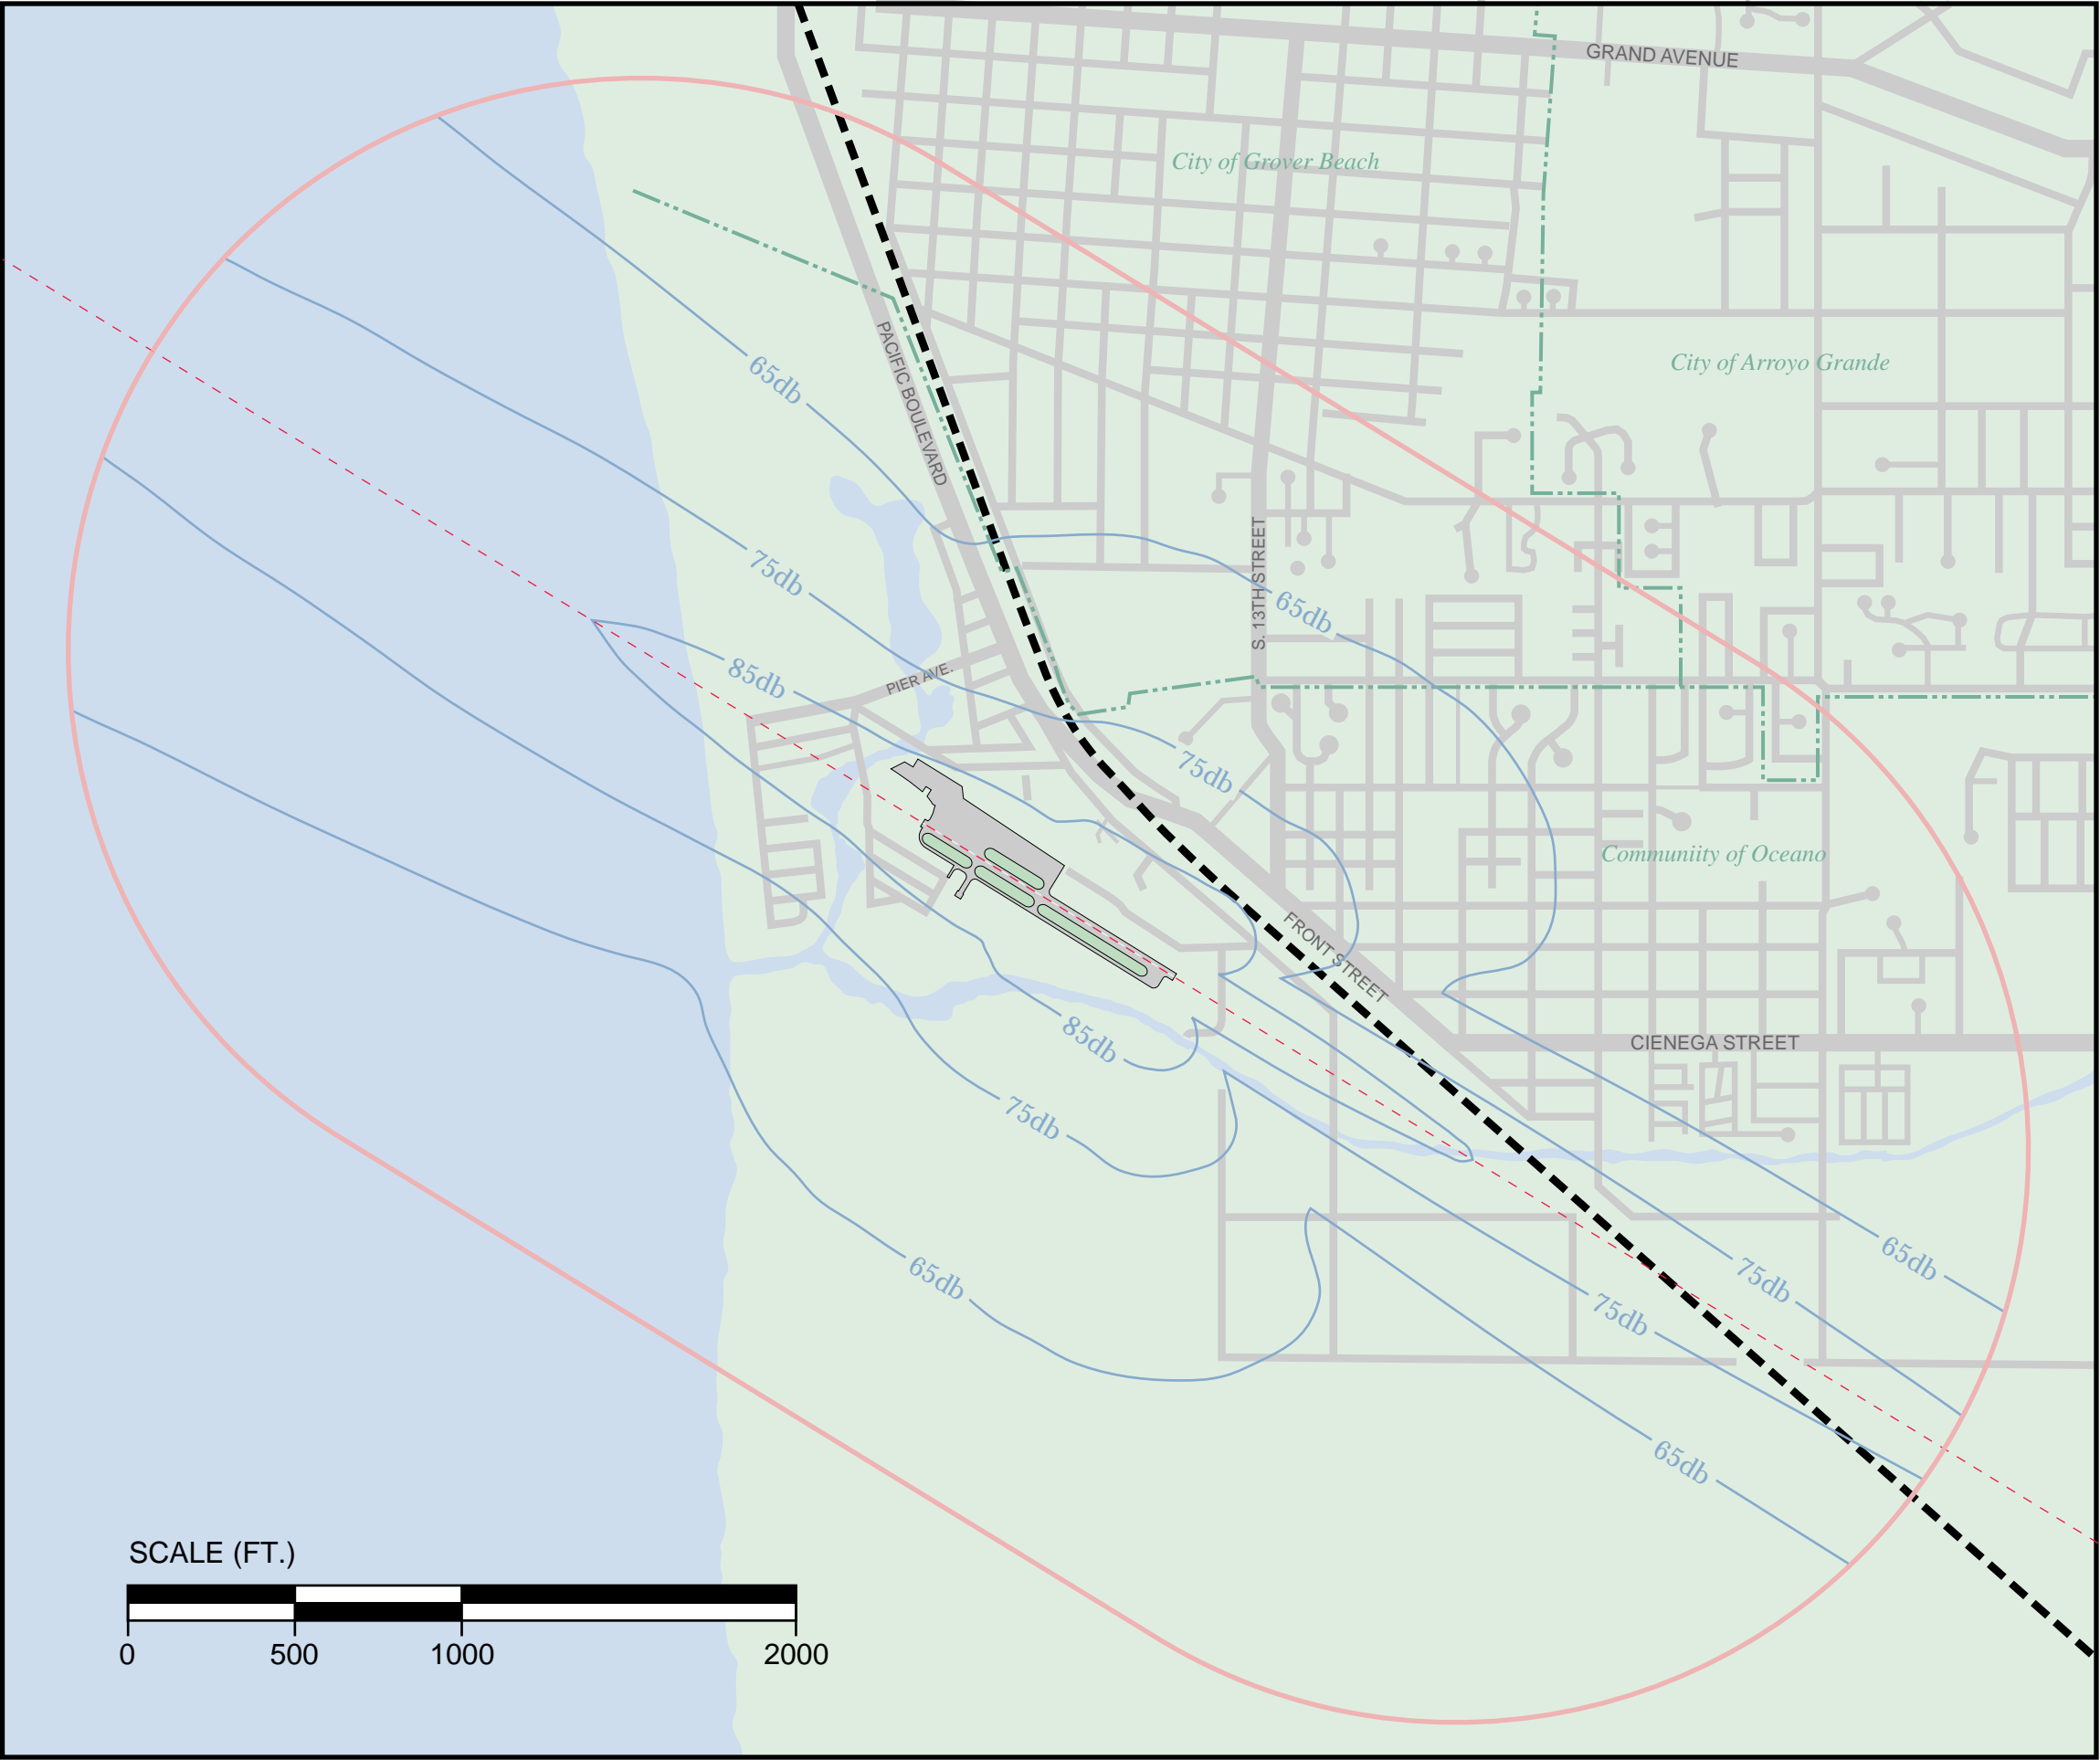 GRAND AVENUE
City of Grover Beach
City of Arroyo Grande
65db
PACIFIC BOULEVARD
75db
S. 13TH STREET
65db
85db
PIER AVE.
75db
Communiity of Oceano
FRONT STREET
85db
CIENEGA STREET
75db
65db
65db
75db
75db
65db
SCALE (FT.)
0 500 1000 2000